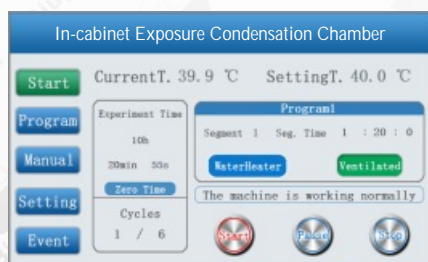 In-cabinet Exposure Condensation Chamber
Start
CurrentT. 39.9 ℃ SettingT. 40.0 ℃
Program
Manual
Setting
Event
Experiment Time
10h
20min 55s
Zero Time
Cycles
1 / 6
Program1
Segment 1 Seg. Time 1 : 20 : 0
WaterHeater Ventilated
The machine is working normally
Start Pause Stop